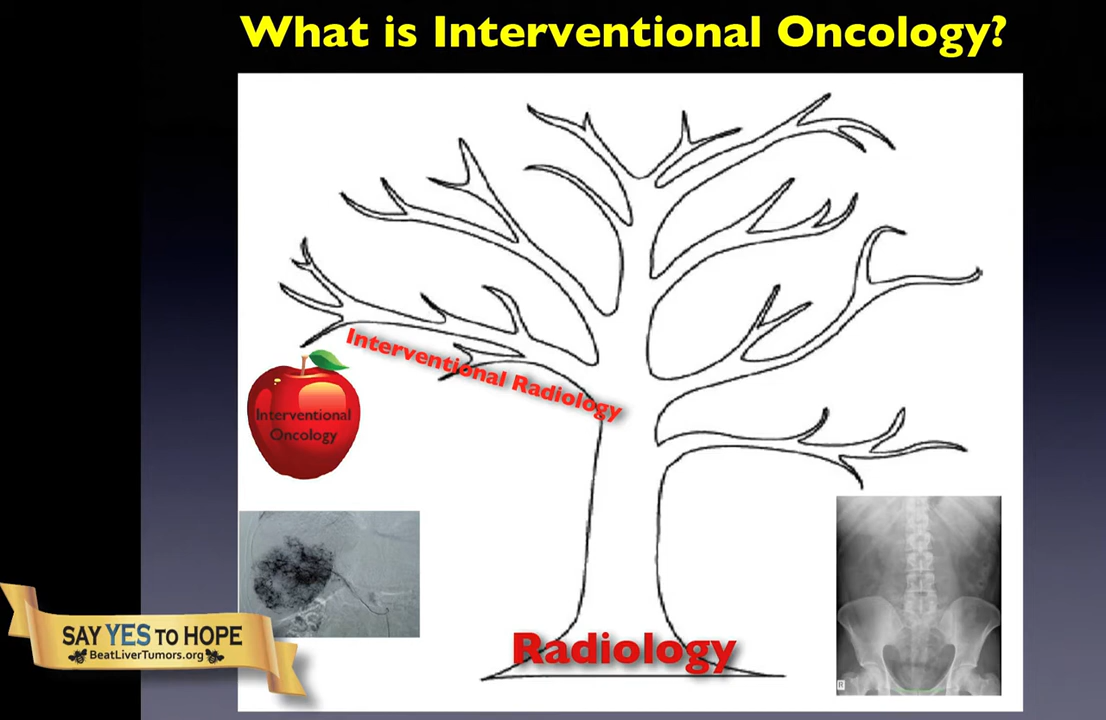 What is Interventional Oncology?
Interventional Radiology
Interventional
Oncology
SAY YES TO HOPE
BeatLiverTumors.org
Radiology
R